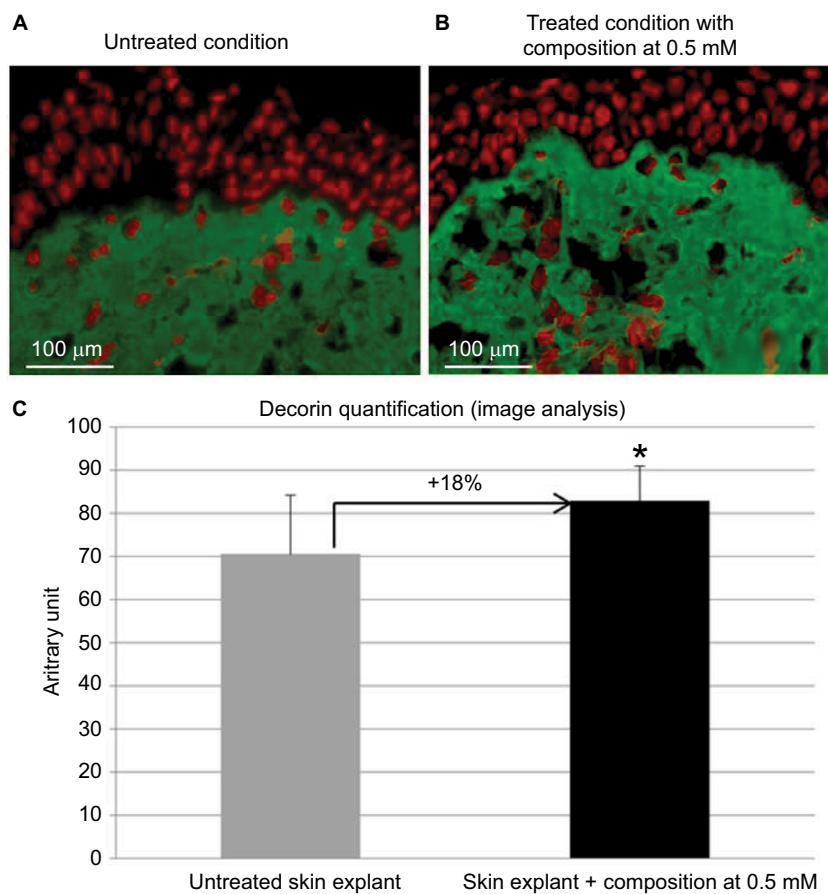 A
Untreated condition
B
Treated condition with
composition at 0.5 mM
100 μm
100 μm
C
Decorin quantification (image analysis)
100
90
80
70
60
50
40
30
20
10
0
Aritrary unit
+18%
*
Untreated skin explant
Skin explant + composition at 0.5 mM